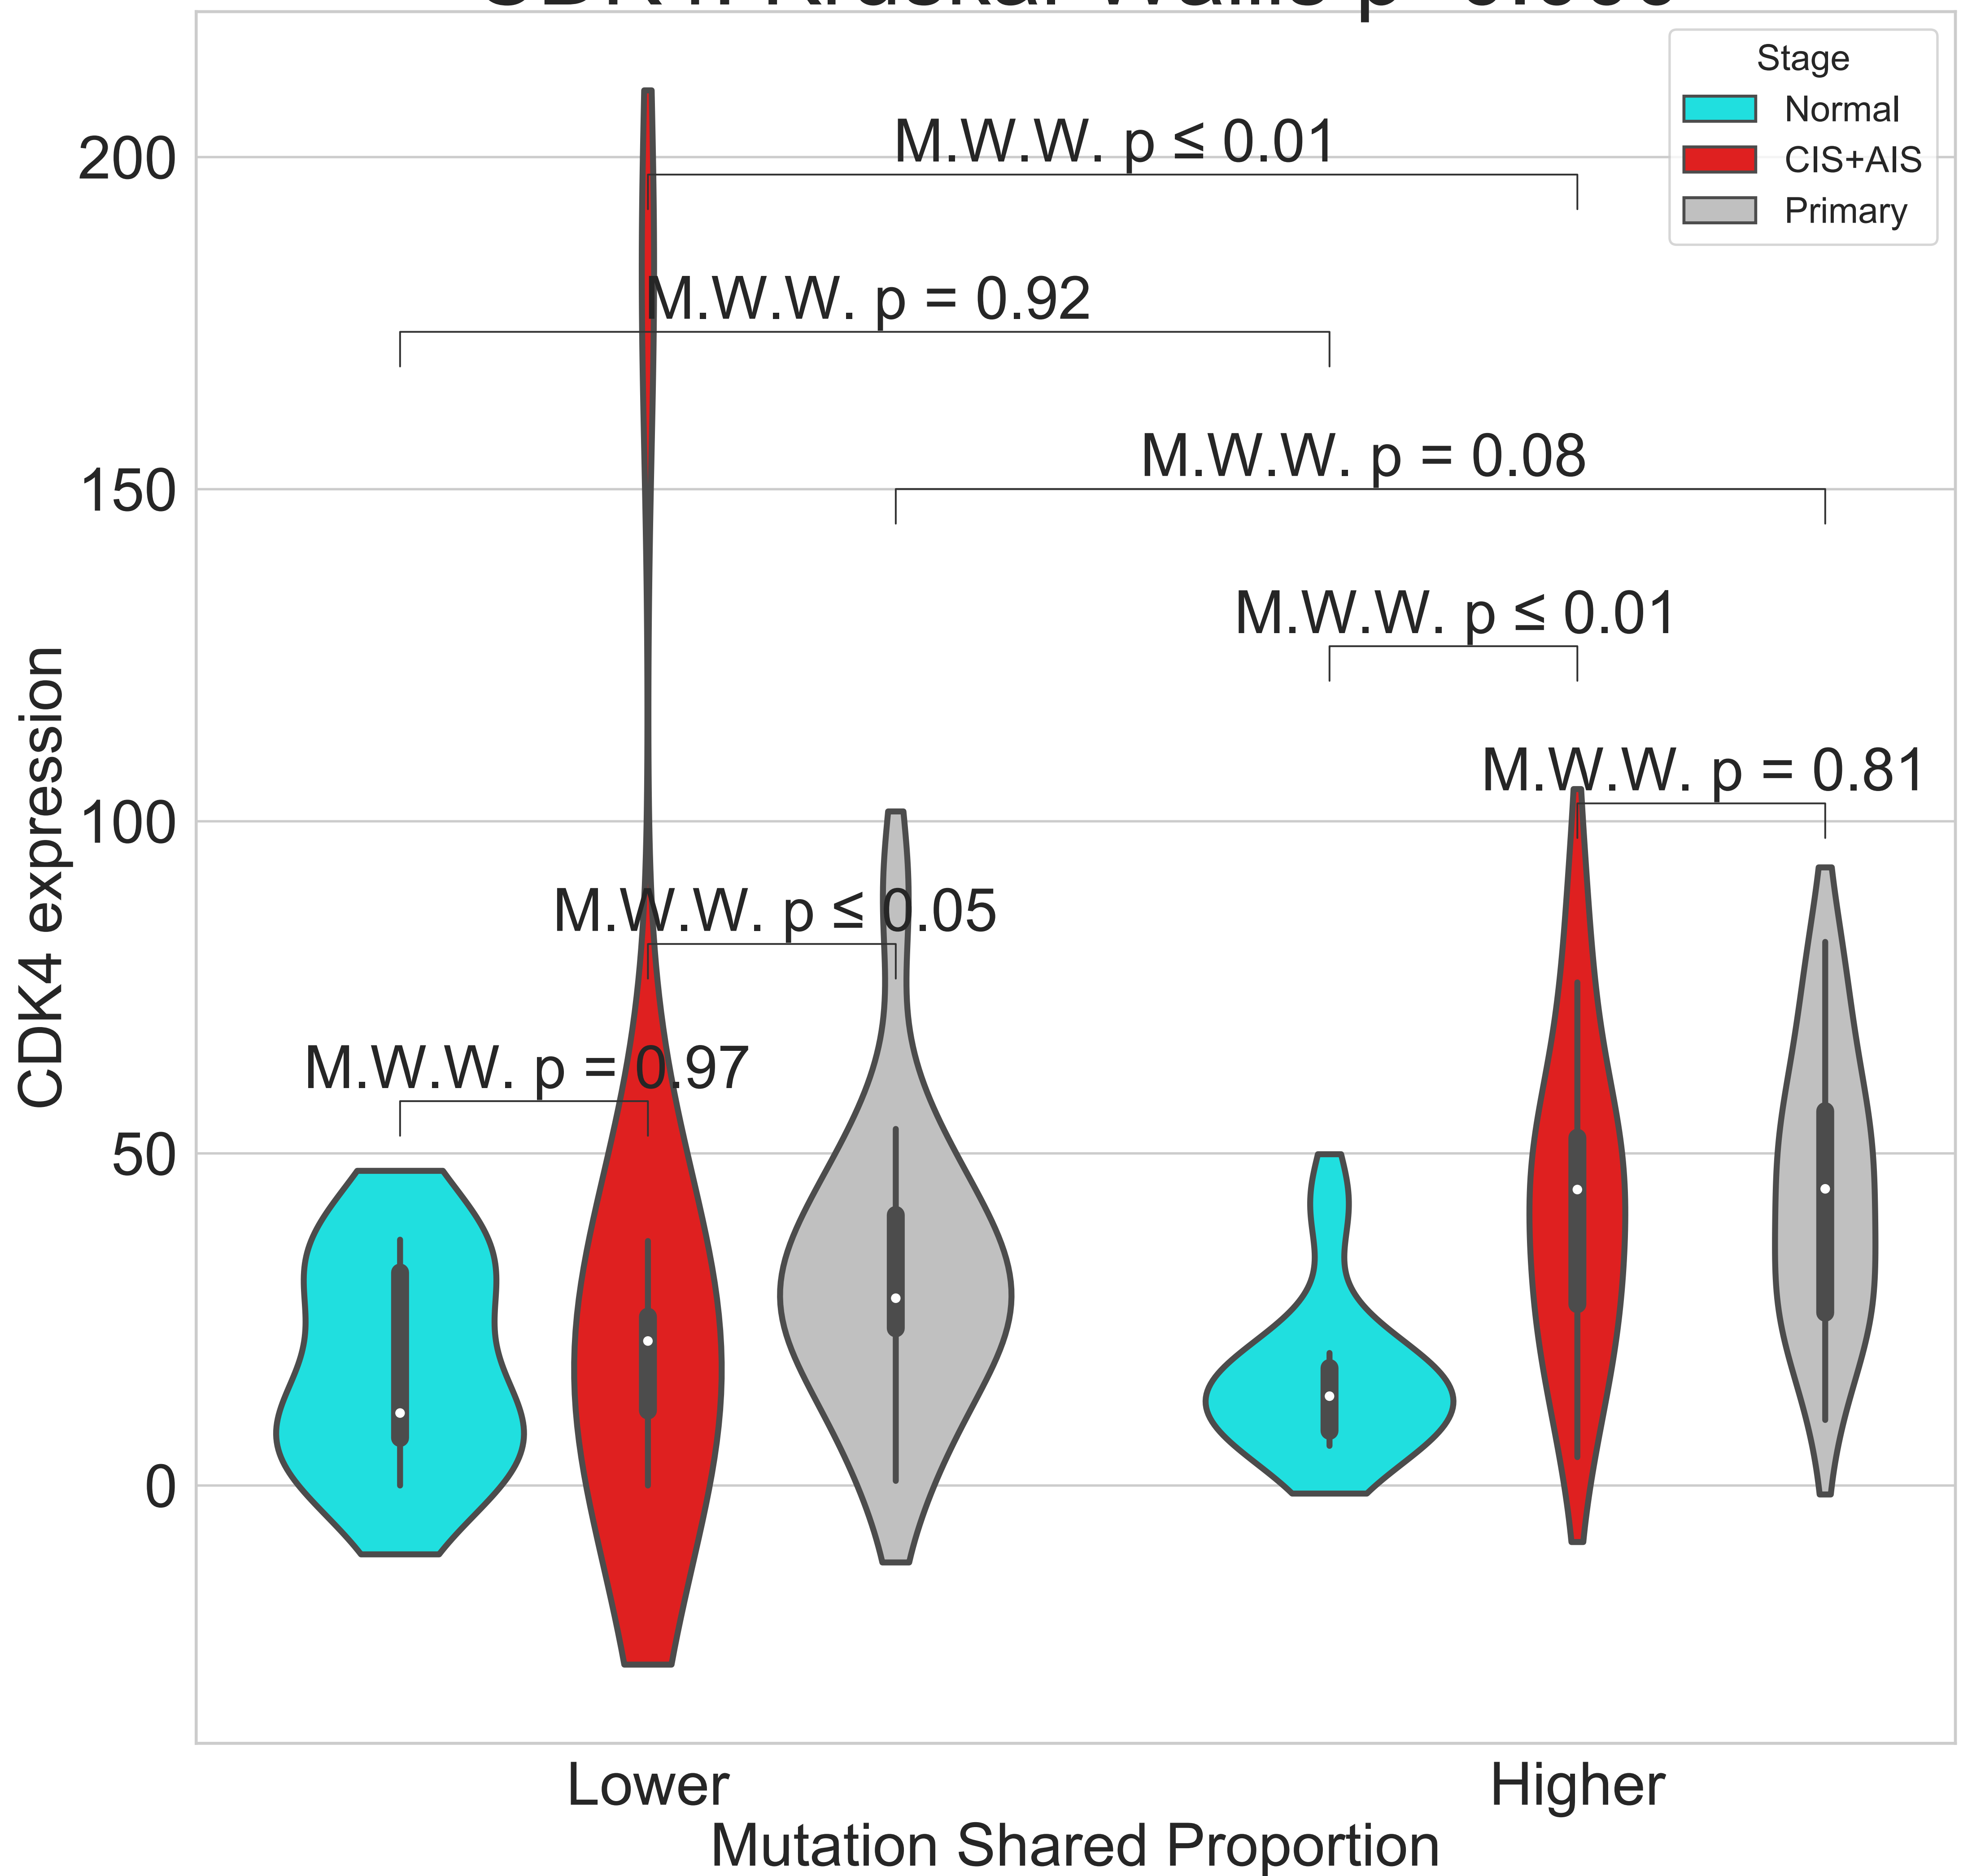 Stage
Normal
CIS+AIS
Primary
M.W.W. p ≤ 0.01
M.W.W. p = 0.92
M.W.W. p = 0.08
M.W.W. p ≤ 0.01
M.W.W. p = 0.81
M.W.W. p ≤ 0.05
M.W.W. p = 0.97
200
150
100
50
0
CDK4 expression
Lower
Higher
Mutation Shared Proportion